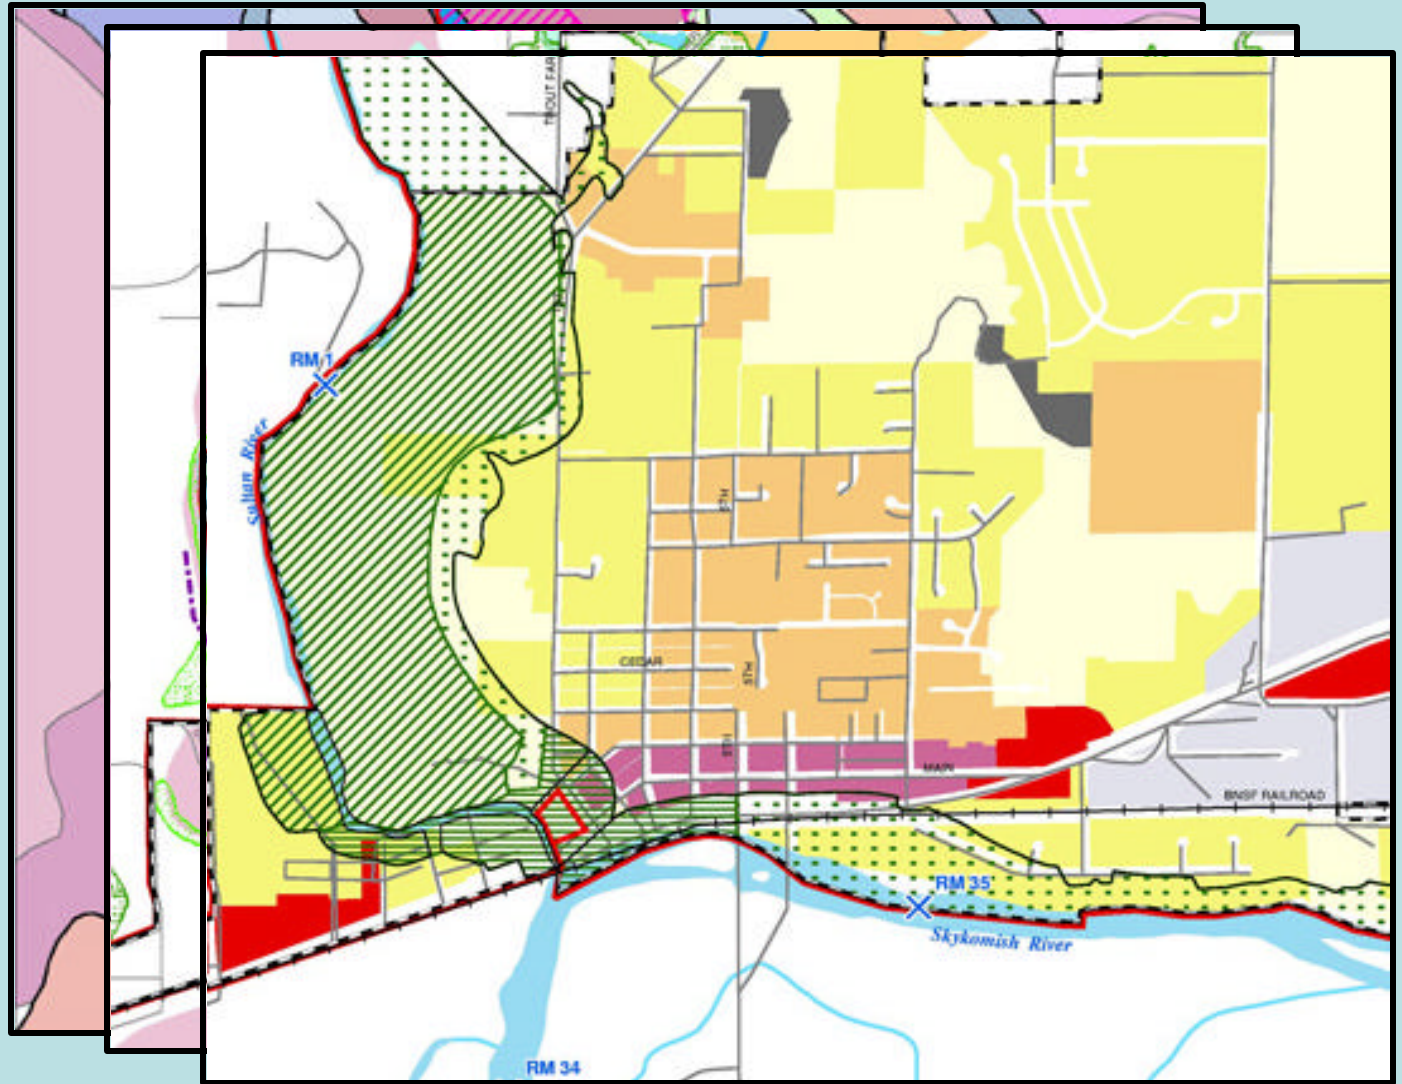 TROUT FAR
RM 1
Sultan River
5TH
CEDAR
5TH
5TH
MAIN
BNSF RAILROAD
RM 35
Skykomish River
RM 34